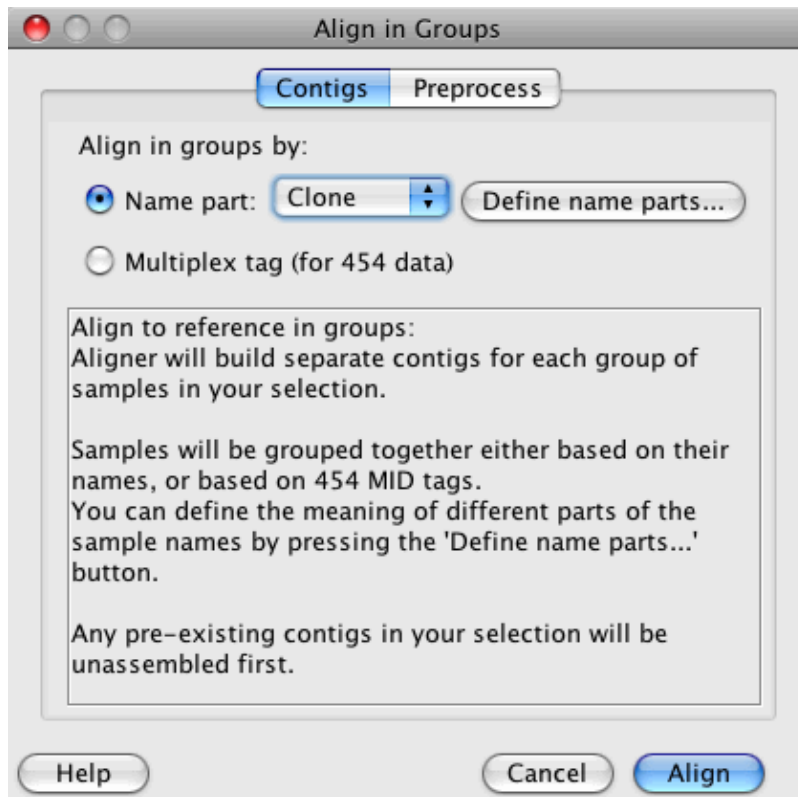 Align in Groups
Contigs Preprocess
Align in groups by:
Name part: Clone Define name parts...
Multiplex tag (for 454 data)
Align to reference in groups:
Aligner will build separate contigs for each group of
samples in your selection.
Samples will be grouped together either based on their
names, or based on 454 MID tags.
You can define the meaning of different parts of the
sample names by pressing the 'Define name parts...'
button.
Any pre-existing contigs in your selection will be
unassembled first.
Help Cancel Align